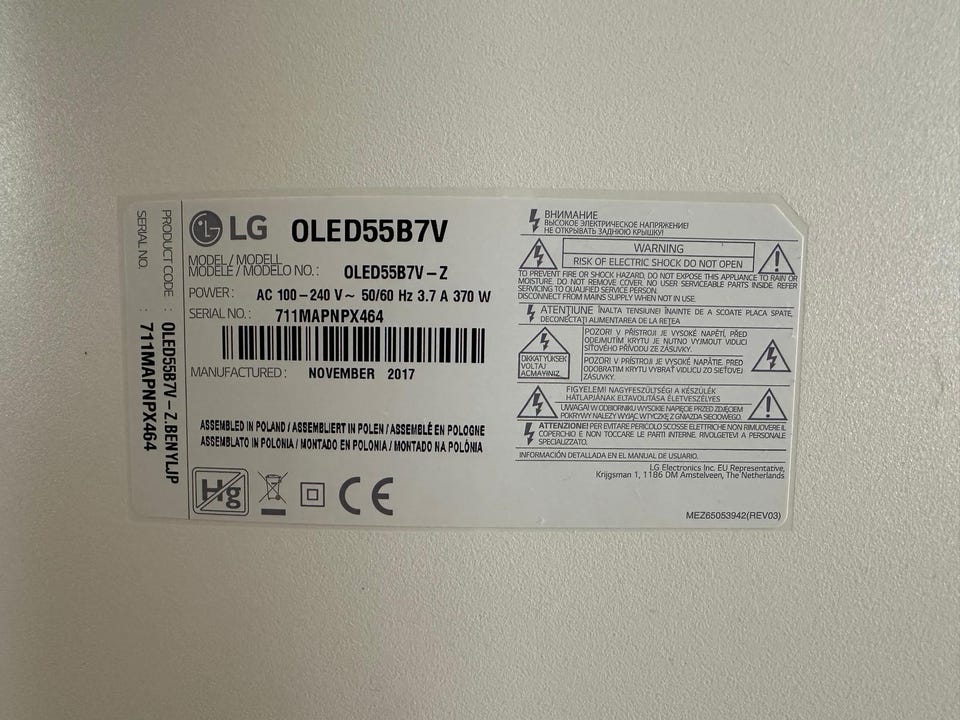 PRODUCT CODE : OLED55B7V-Z.BENYLJP
SERIAL NO. : 711MAPNPX464
LG OLED55B7V
MODEL / MODELL
MODÈLE / MODELO NO. : OLED55B7V-Z
POWER : AC 100-240 V~ 50/60 Hz 3.7 A 370 W
SERIAL NO. : 711MAPNPX464
MANUFACTURED : NOVEMBER 2017
ASSEMBLED IN POLAND / ASSEMBLIERT IN POLEN / ASSEMBLÉ EN POLOGNE
ASSEMBLATO IN POLONIA / MONTADO EN POLONIA / MONTADO NA POLÔNIA
Hg
CE
ВНИМАНИЕ
ВЫСОКОЕ ЭЛЕКТРИЧЕСКОЕ НАПРЯЖЕНИЕ!
НЕ ОТКРЫВАТЬ ЗАДНЮЮ КРЫШКУ!
WARNING
RISK OF ELECTRIC SHOCK DO NOT OPEN
TO PREVENT FIRE OR SHOCK HAZARD, DO NOT EXPOSE THIS APPLIANCE TO RAIN OR
MOISTURE. DO NOT REMOVE COVER. NO USER SERVICEABLE PARTS INSIDE. REFER
SERVICING TO QUALIFIED SERVICE PERSON.
DISCONNECT FROM MAINS SUPPLY WHEN NOT IN USE.
ATENŢIUNE ÎNALTA TENSIUNE! ÎNAINTE DE A SCOATE PLACA SPATE,
DECONECTAŢI ALIMENTAREA DE LA REŢEA
DİKKAT YÜKSEK
VOLTAJ
AÇMAYINIZ.
POZOR! V PŘÍSTROJI JE VYSOKÉ NAPĚTÍ, PŘED
ODEJMUTÍM KRYTU JE NUTNO VYJMOUT VIDLICI
SÍŤOVÉHO PŘÍVODU ZE ZÁSUVKY.
POZOR! V PRÍSTROJI JE VYSOKÉ NAPÄTIE. PRED
ODOBRATIM KRYTU VYBRAŤ VIDLICU ZO SIEŤOVEJ
ZÁSUVKY.
FIGYELEM! NAGYFESZÜLTSÉG! A KÉSZÜLÉK
HÁTLAPJÁNAK ELTÁVOLÍTÁSA ÉLETVESZÉLYES
UWAGA! W ODBIORNIKU WYSOKIE NAPIĘCIE PRZED ZDJĘCIEM
POKRYWY NALEŻY WYJĄĆ WTYCZKĘ Z GNIAZDA SIECIOWEGO.
ATTENZIONE! PER EVITARE PERICOLO SCOSSE ELETTRICHE NON RIMUOVERE IL
COPERCHIO E NON TOCCARE LE PARTI INTERNE. RIVOLGETEVI A PERSONALE
SPECIALIZZATO.
INFORMACIÓN DETALLADA EN EL MANUAL DE USUARIO.
LG Electronics Inc. EU Representative,
Krijgsman 1, 1186 DM Amstelveen, The Netherlands
MEZ65053942(REV03)